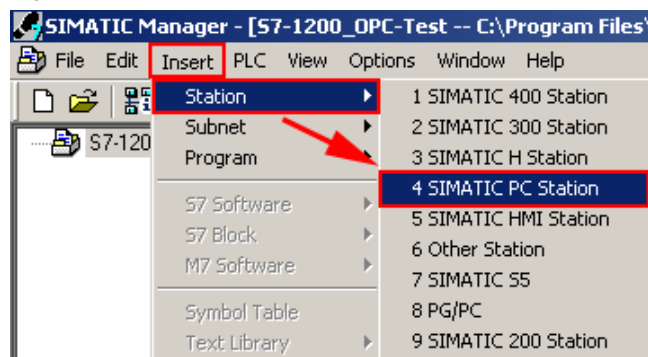 SIMATIC Manager - [S7-1200_OPC-Test -- C:\Program Files\
File Edit Insert PLC View Options Window Help
S7-120
Station
Subnet
Program
S7 Software
S7 Block
M7 Software
Symbol Table
Text Library
1 SIMATIC 400 Station
2 SIMATIC 300 Station
3 SIMATIC H Station
4 SIMATIC PC Station
5 SIMATIC HMI Station
6 Other Station
7 SIMATIC S5
8 PG/PC
9 SIMATIC 200 Station